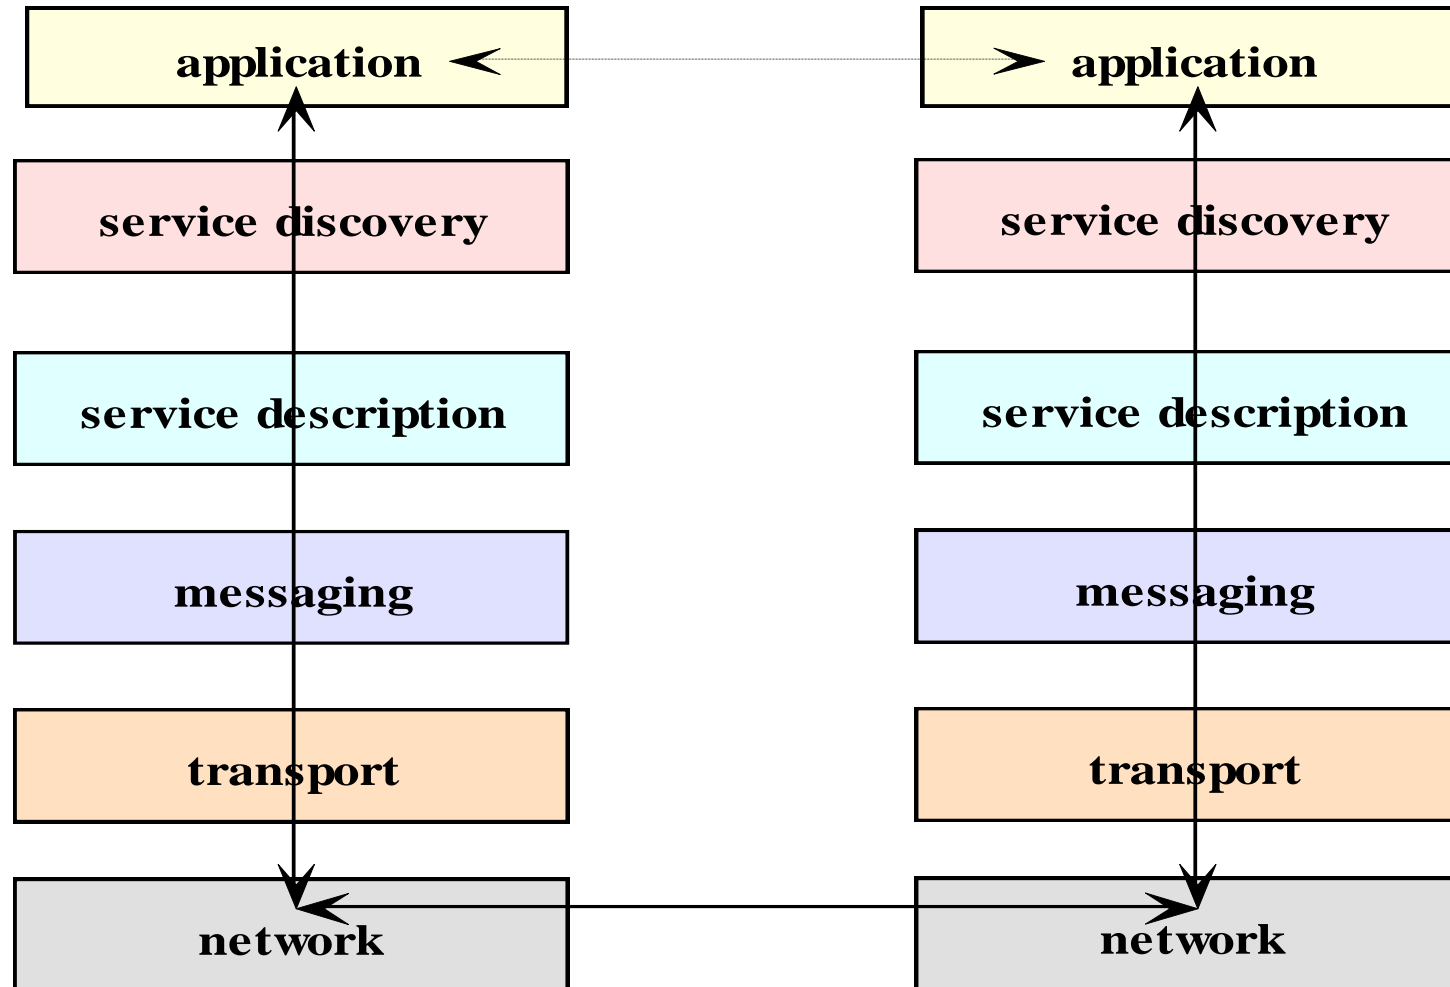 application
application
service discovery
service discovery
service description
service description
messaging
messaging
transport
transport
network
network